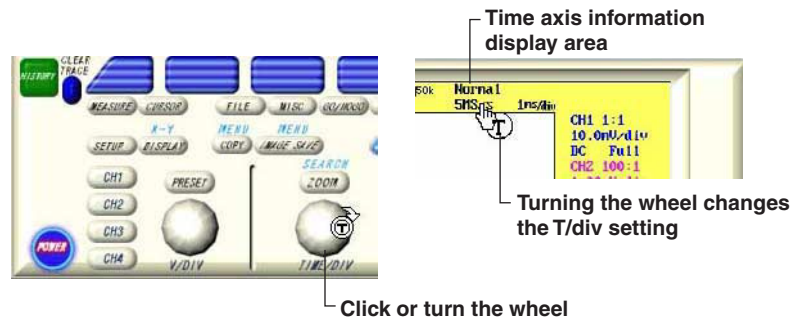 Time axis information
display area
CLEAR
TRACE
HISTORY
MEASURE CURSOR FILE MISC GO/NOGO
X-Y MENU MENU
SETUP DISPLAY COPY IMAGE SAVE
SEARCH
CH1 PRESET ZOOM
CH2
CH3
POWER
CH4
V/DIV TIME/DIV
T
50k Normal
5MS 1ms/div
T
CH1 1:1
10.0mV/div
DC Full
CH2 100:1
Turning the wheel changes
the T/div setting
Click or turn the wheel